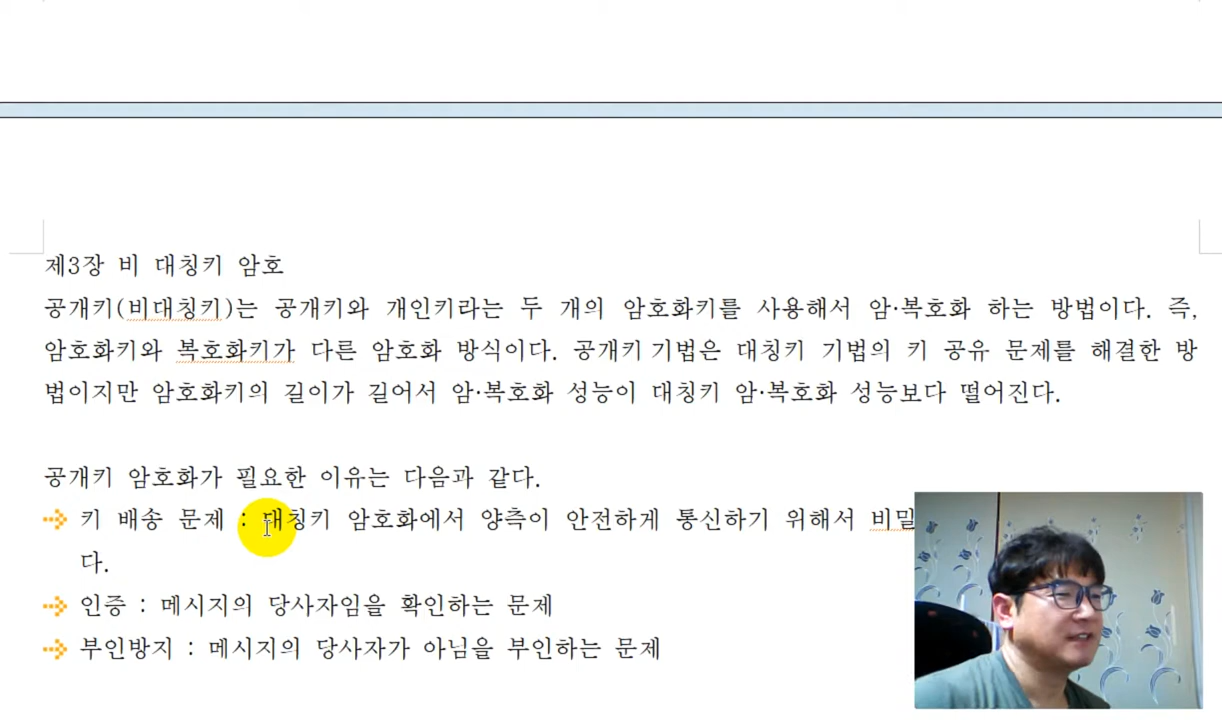 제3장 비 대칭키 암호
공개키(비대칭키)는 공개키와 개인키라는 두 개의 암호화키를 사용해서 암·복호화 하는 방법이다. 즉,
암호화키와 복호화키가 다른 암호화 방식이다. 공개키 기법은 대칭키 기법의 키 공유 문제를 해결한 방
법이지만 암호화키의 길이가 길어서 암·복호화 성능이 대칭키 암·복호화 성능보다 떨어진다.
공개키 암호화가 필요한 이유는 다음과 같다.
키 배송 문제 : 대칭키 암호화에서 양측이 안전하게 통신하기 위해서 비밀
다.
인증 : 메시지의 당사자임을 확인하는 문제
부인방지 : 메시지의 당사자가 아님을 부인하는 문제